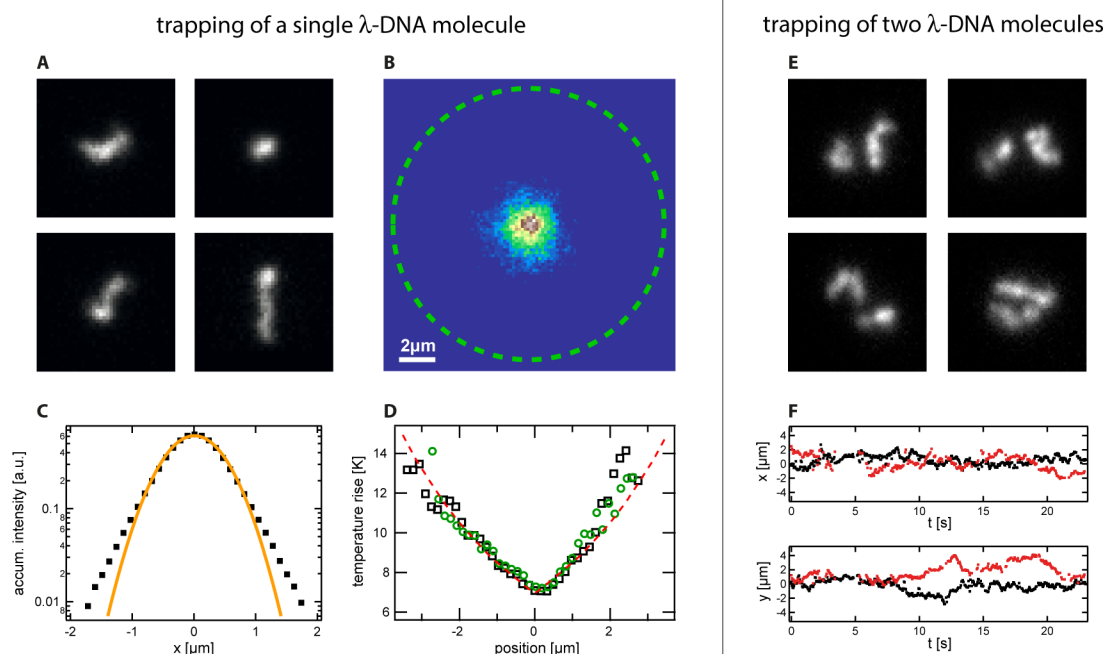 trapping of a single λ-DNA molecule
trapping of two λ-DNA molecules
A
B
2μm
E
C
accum. intensity [a.u.]
6
4
2
0.1
8
6
4
2
0.01
8
-2
-1
0
1
2
x [μm]
D
temperature rise [K]
14
12
10
8
6
-2
0
2
position [μm]
F
x [μm]
4
2
0
-2
-4
0
5
10
15
20
t [s]
y [μm]
4
2
0
-2
-4
0
5
10
15
20
t [s]